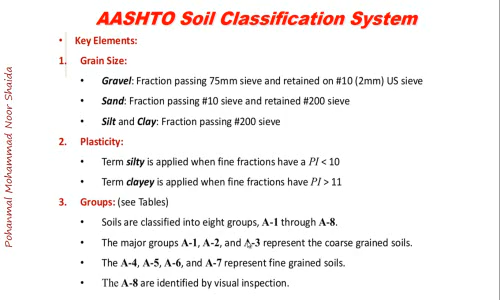 AASHTO Soil Classification System
• Key Elements:
1. Grain Size:
• Gravel: Fraction passing 75mm sieve and retained on #10 (2mm) US sieve
• Sand: Fraction passing #10 sieve and retained #200 sieve
• Silt and Clay: Fraction passing #200 sieve
2. Plasticity:
• Term silty is applied when fine fractions have a PI < 10
• Term clayey is applied when fine fractions have PI > 11
3. Groups: (see Tables)
• Soils are classified into eight groups, A-1 through A-8.
• The major groups A-1, A-2, and A-3 represent the coarse grained soils.
• The A-4, A-5, A-6, and A-7 represent fine grained soils.
• The A-8 are identified by visual inspection.
Pohanmal Mohammad Noor Shaida